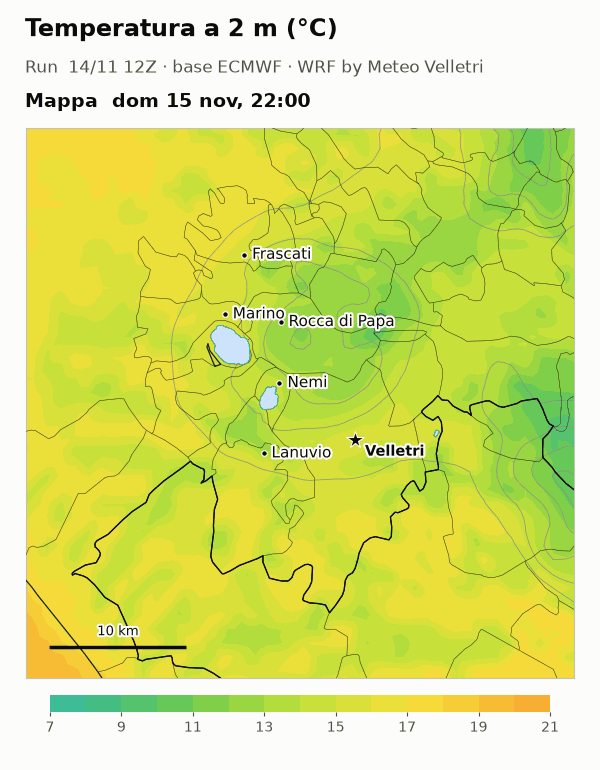 Temperatura a 2 m (°C)
Run  14/11 12Z · base ECMWF · WRF by Meteo Velletri
Mappa  dom 15 nov, 22:00
Frascati
Marino
Rocca di Papa
Nemi
Velletri
Lanuvio
10 km
7 9 11 13 15 17 19 21